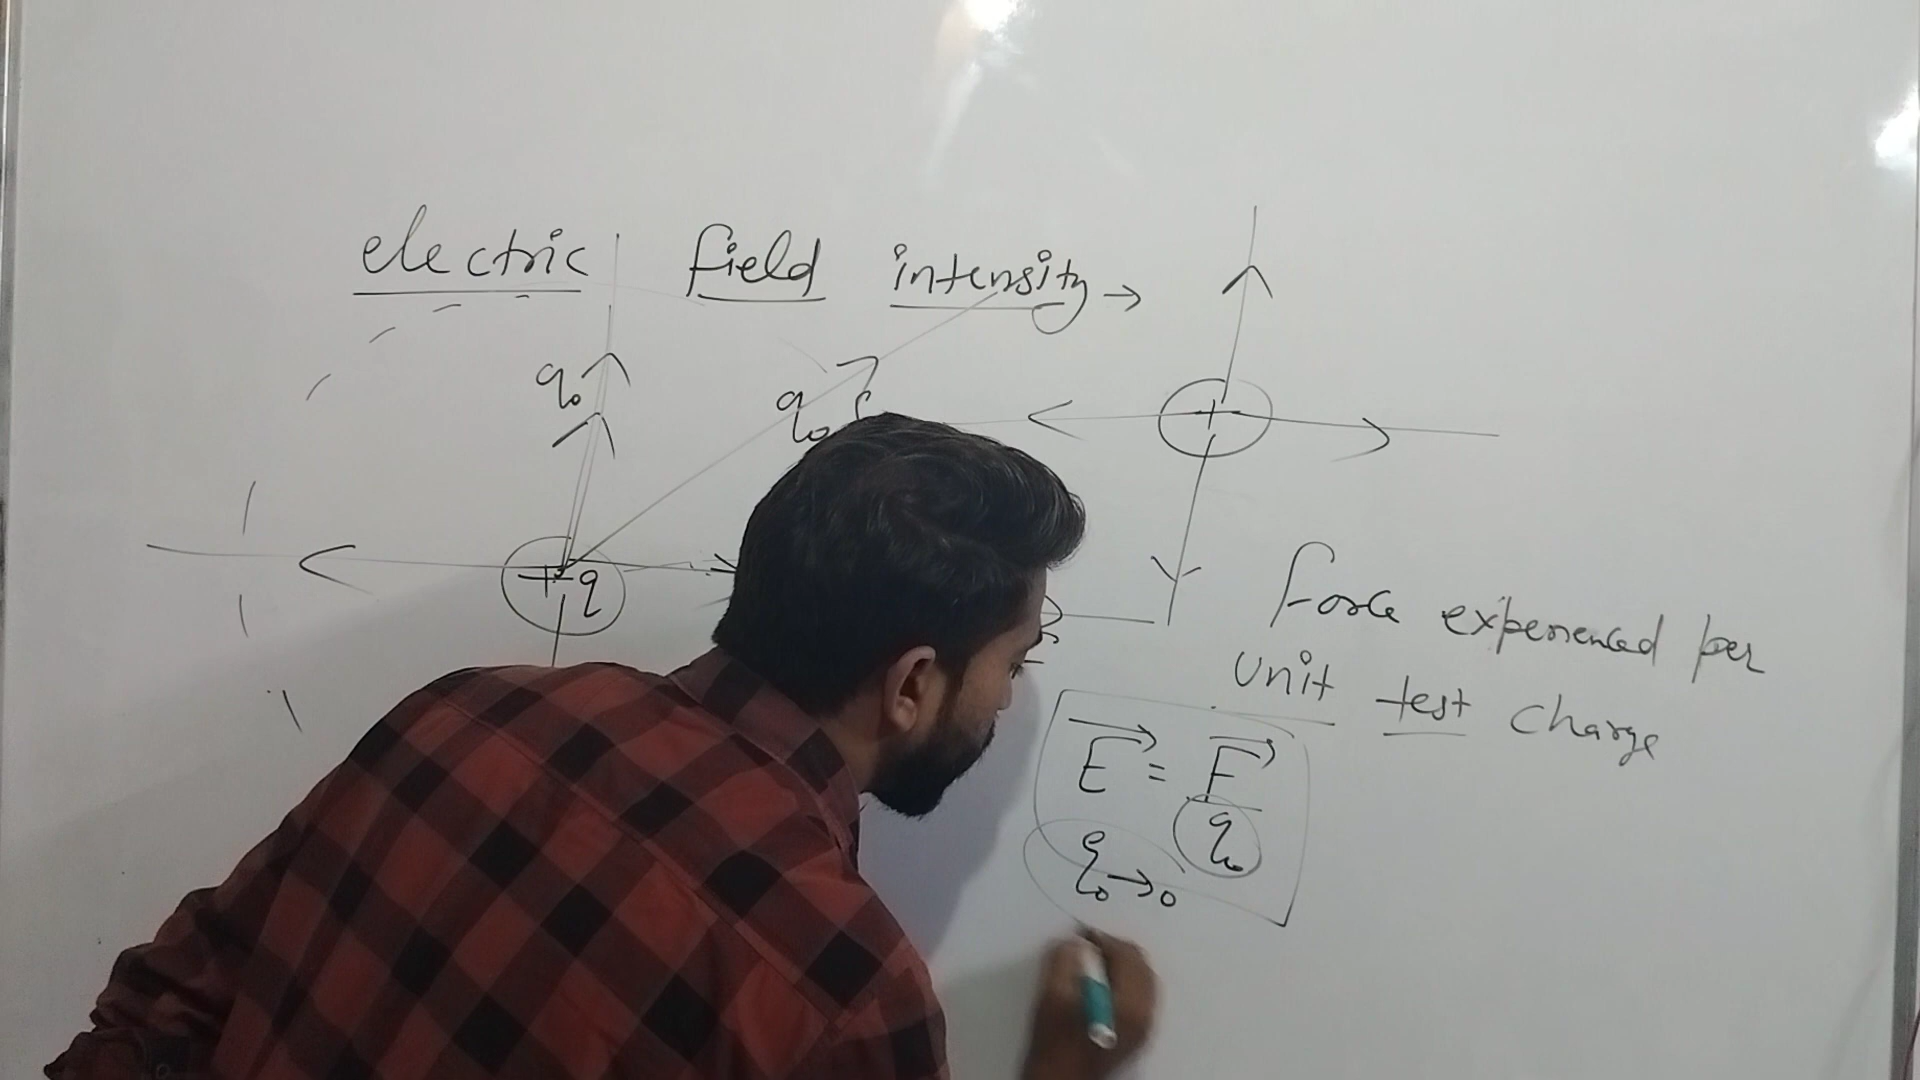 electric field intensity →
q₀
q₀
+
+q
force experienced per
unit test charge
E⃗ = F⃗ / q₀
q₀ → 0